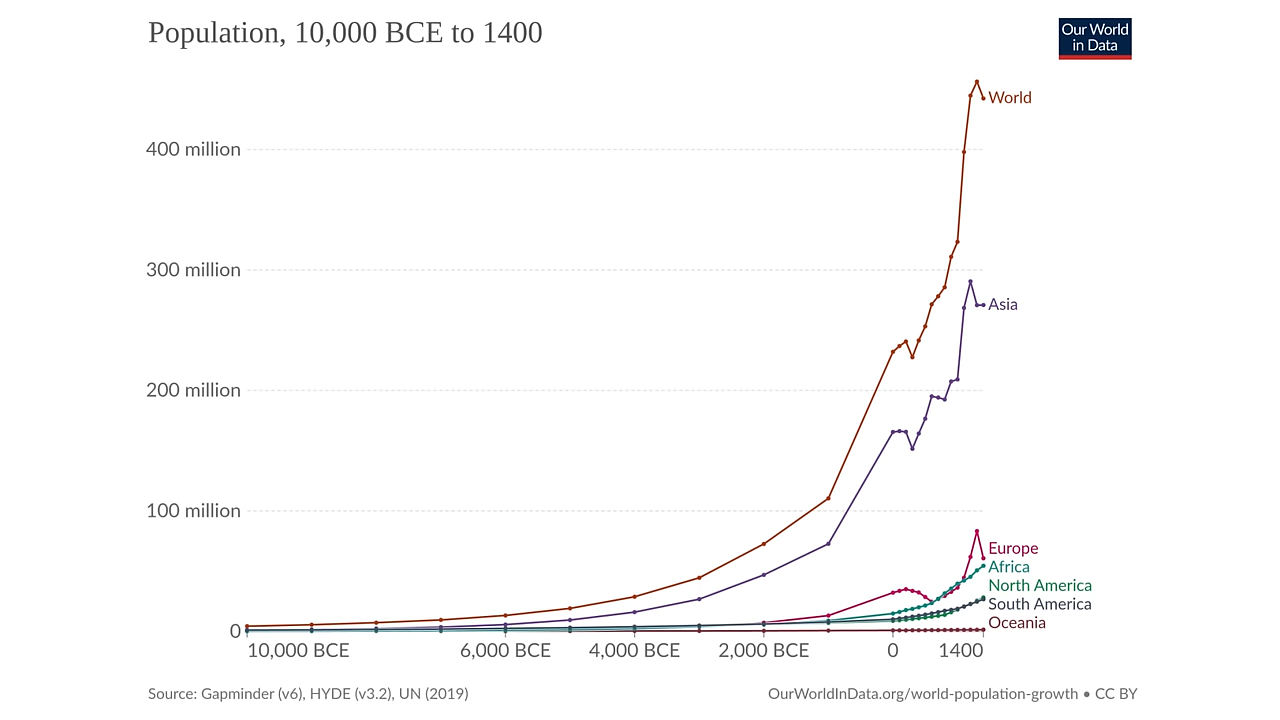 Population, 10,000 BCE to 1400
Our World
in Data
World
400 million
300 million
Asia
200 million
100 million
Europe
Africa
North America
South America
Oceania
0
10,000 BCE
6,000 BCE
4,000 BCE
2,000 BCE
0
1400
Source: Gapminder (v6), HYDE (v3.2), UN (2019)
OurWorldInData.org/world-population-growth • CC BY